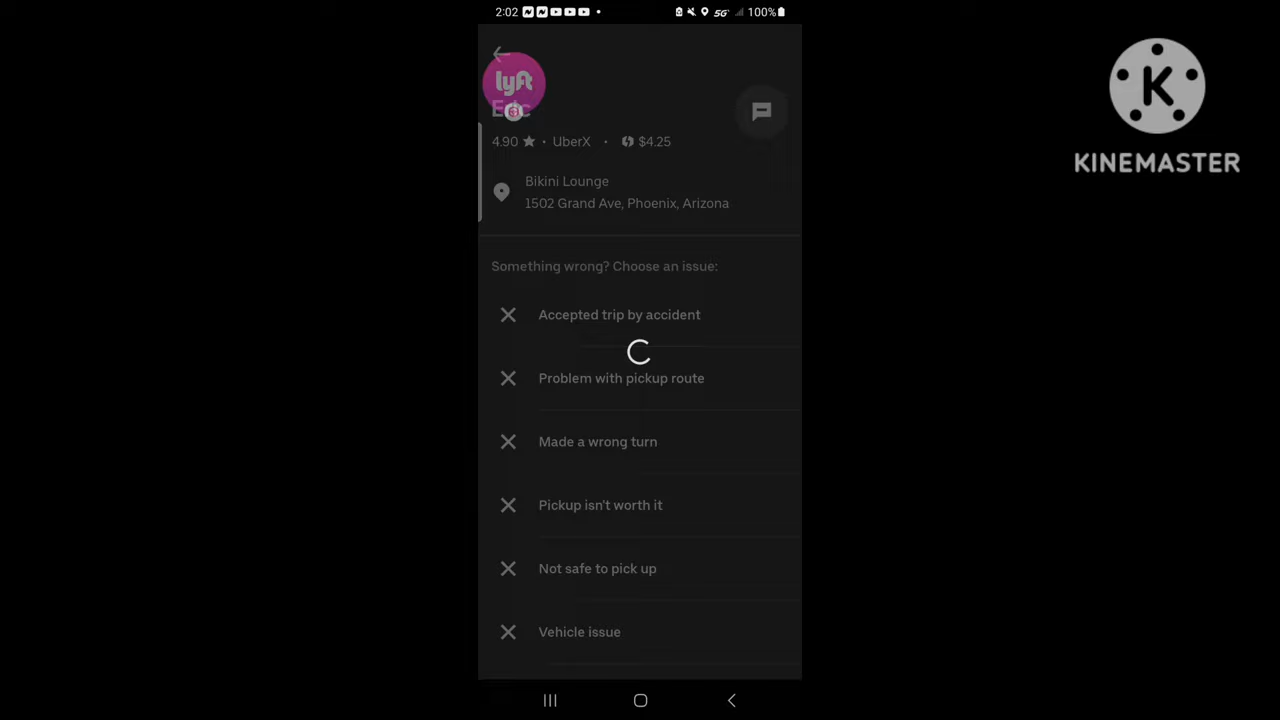 2:02
5G 100%
lyft
Eric
4.90 ★ • UberX • $4.25
Bikini Lounge
1502 Grand Ave, Phoenix, Arizona
Something wrong? Choose an issue:
Accepted trip by accident
Problem with pickup route
Made a wrong turn
Pickup isn't worth it
Not safe to pick up
Vehicle issue
K
KINEMASTER